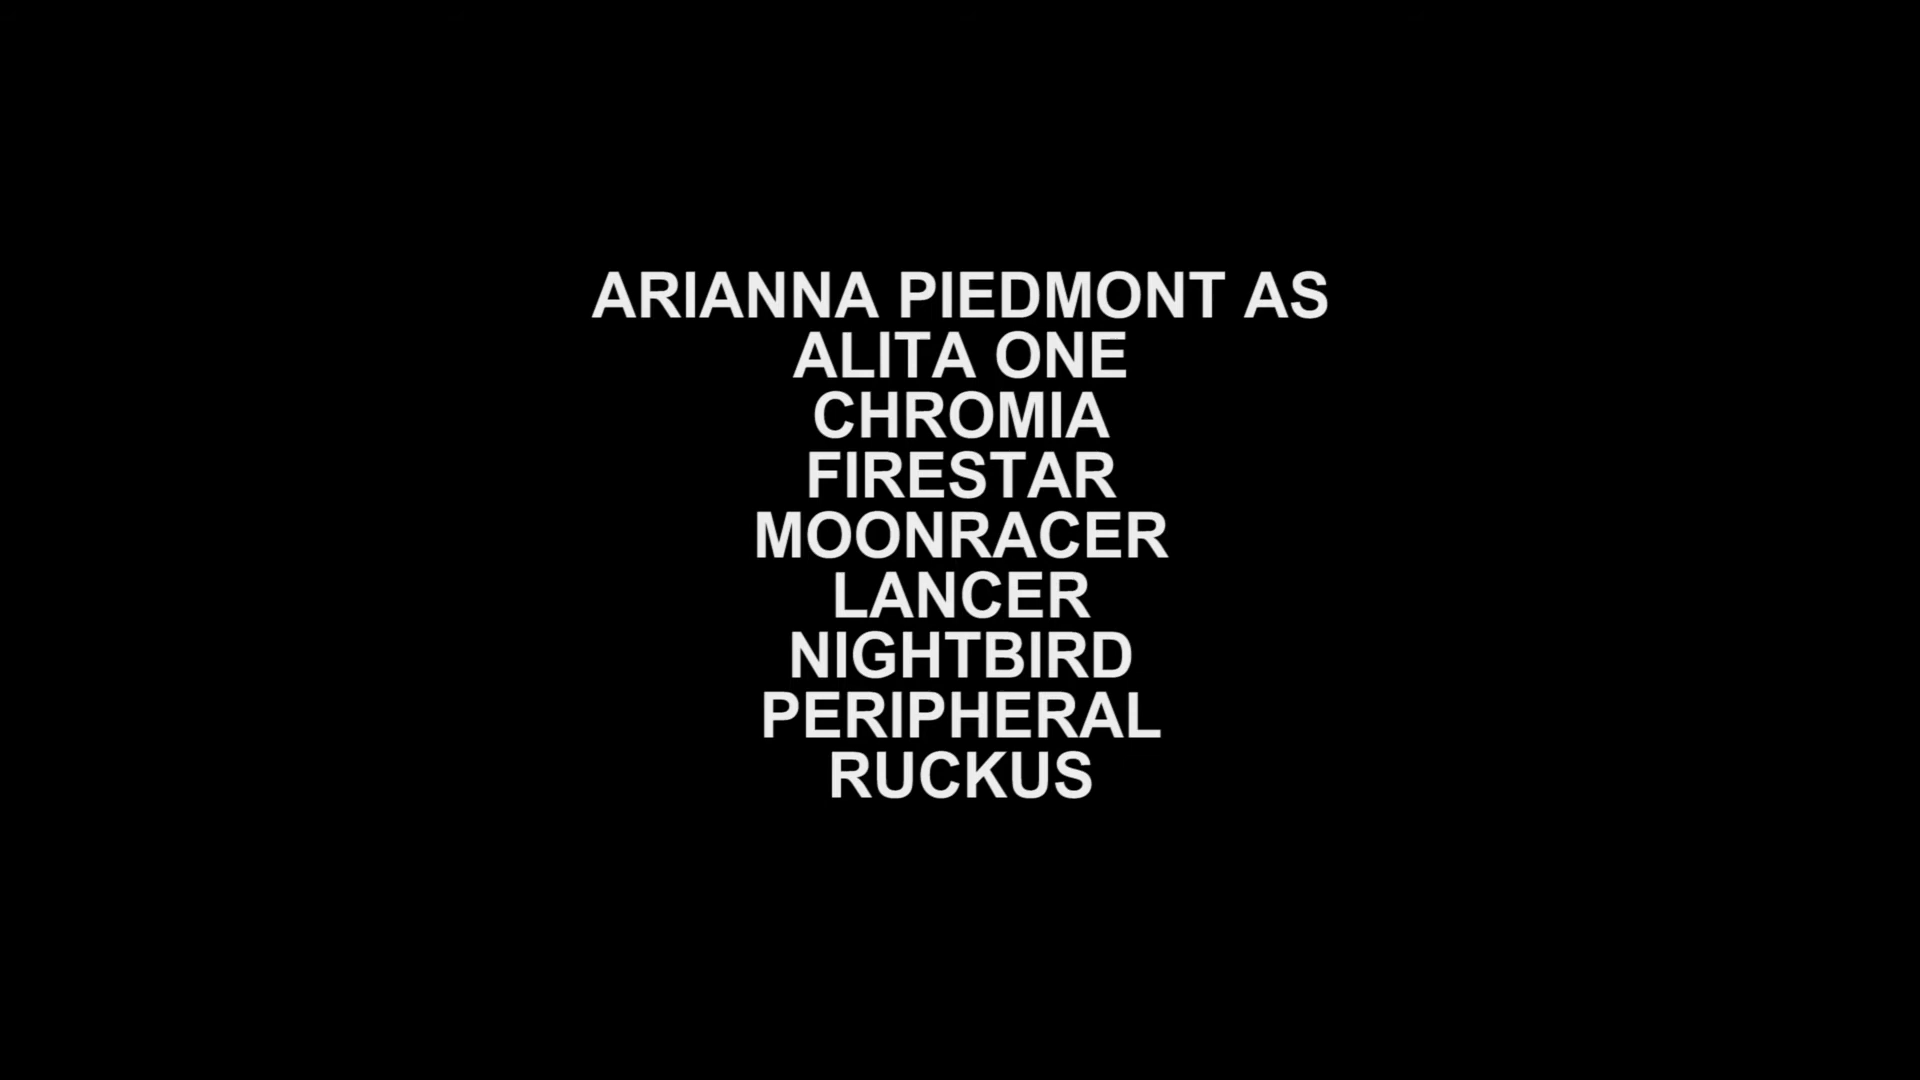 ARIANNA PIEDMONT AS
ALITA ONE
CHROMIA
FIRESTAR
MOONRACER
LANCER
NIGHTBIRD
PERIPHERAL
RUCKUS